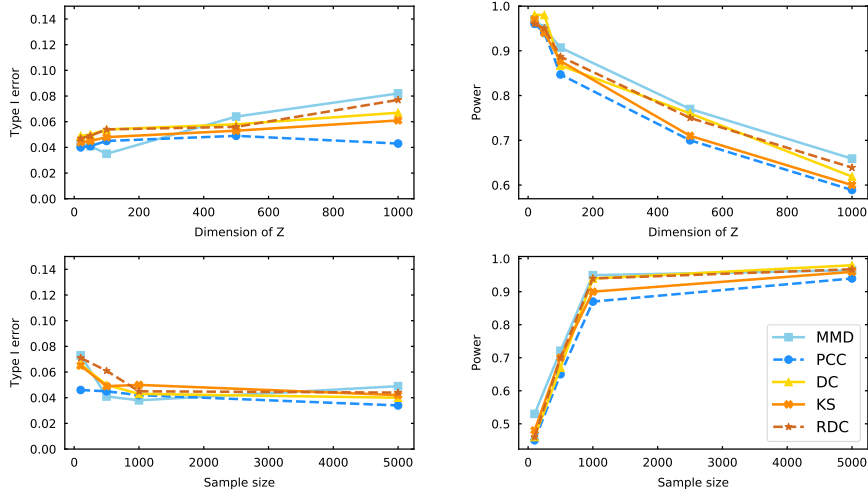 0.14
0.12
0.10
0.08
0.06
0.04
0.02
0.00
Type I error
0 200 400 600 800 1000
Dimension of Z
1.0
0.9
0.8
0.7
0.6
Power
0 200 400 600 800 1000
Dimension of Z
0.14
0.12
0.10
0.08
0.06
0.04
0.02
0.00
Type I error
0 1000 2000 3000 4000 5000
Sample size
1.0
0.9
0.8
0.7
0.6
0.5
Power
0 1000 2000 3000 4000 5000
Sample size
MMD
PCC
DC
KS
RDC